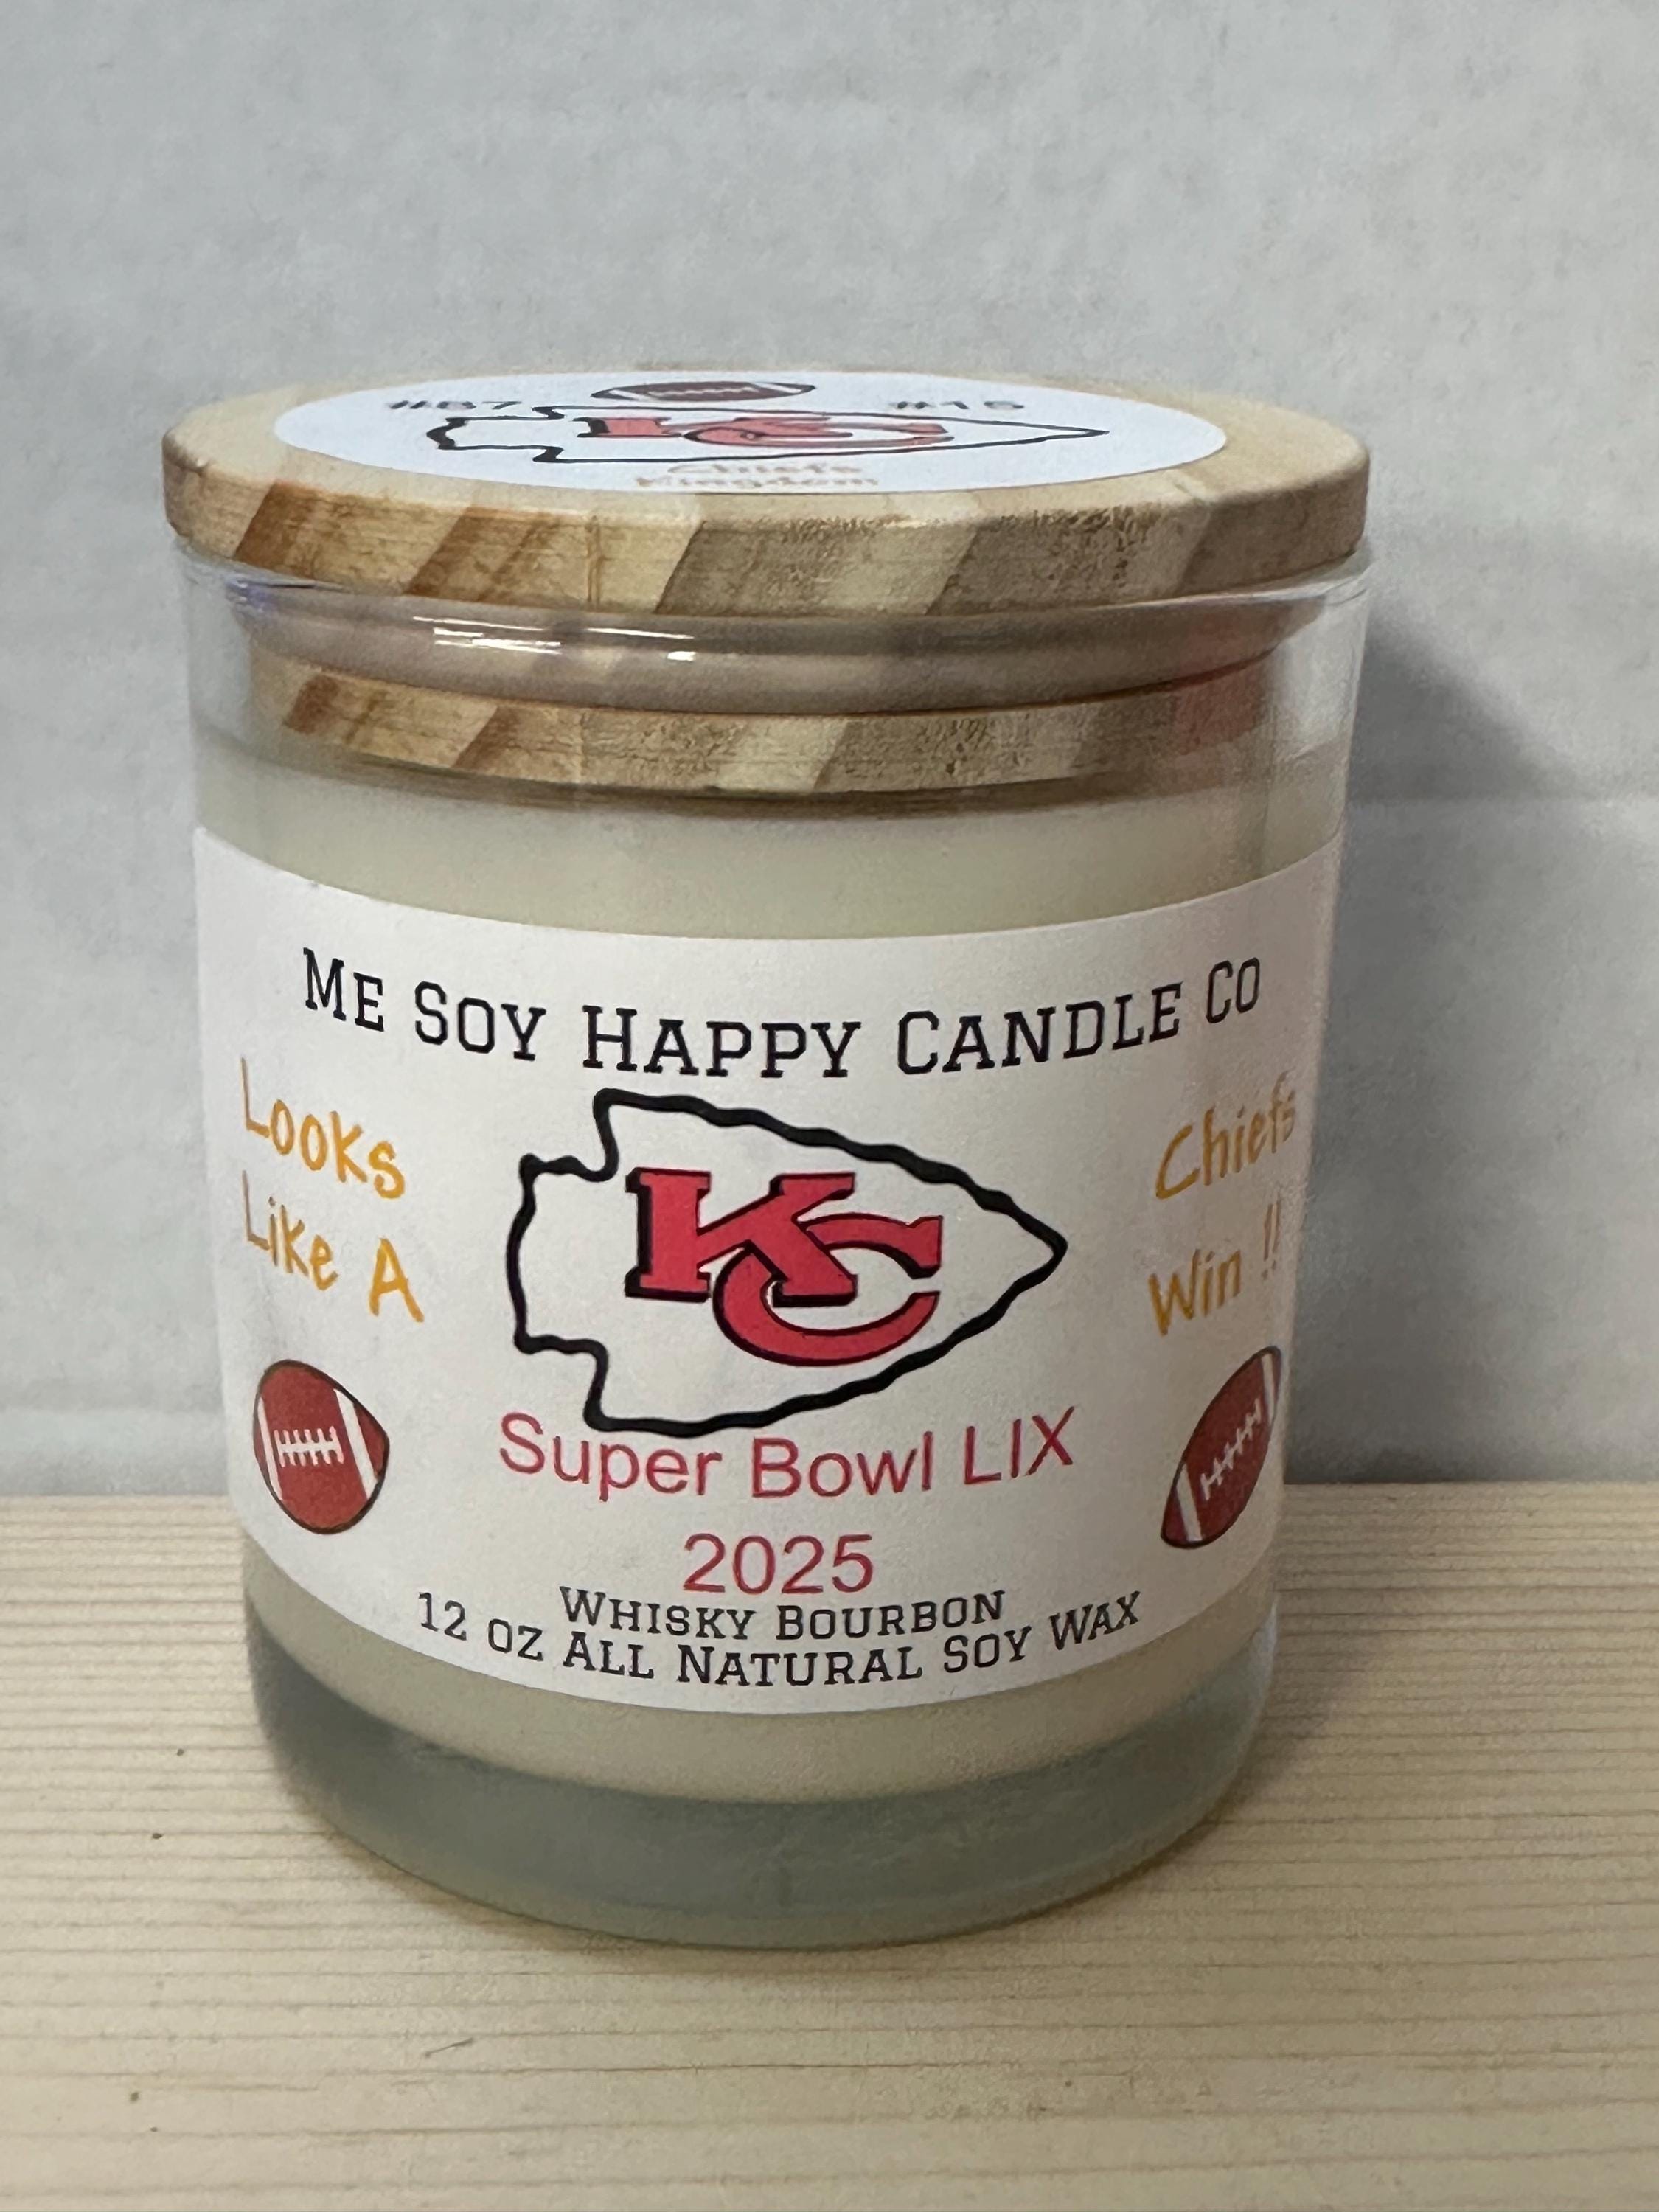 #87 #15
KC
Chiefs
Kingdom
ME SOY HAPPY CANDLE CO
Looks
Like A
KC
Chiefs
Win !!
Super Bowl LIX
2025
WHISKY BOURBON
12 OZ ALL NATURAL SOY WAX